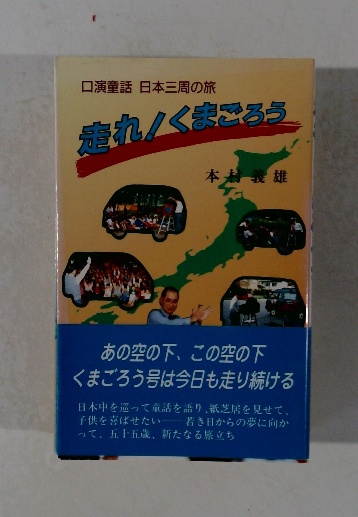 口演童話 日本三周の旅
走れ!くまごろう
本村義雄
あの空の下、この空の下
くまごろう号は今日も走り続ける
日本中を巡って童話を語り、紙芝居を見せて、
子供を喜ばせたい——若き日からの夢に向か
って、五十五歳、新たなる旅立ち